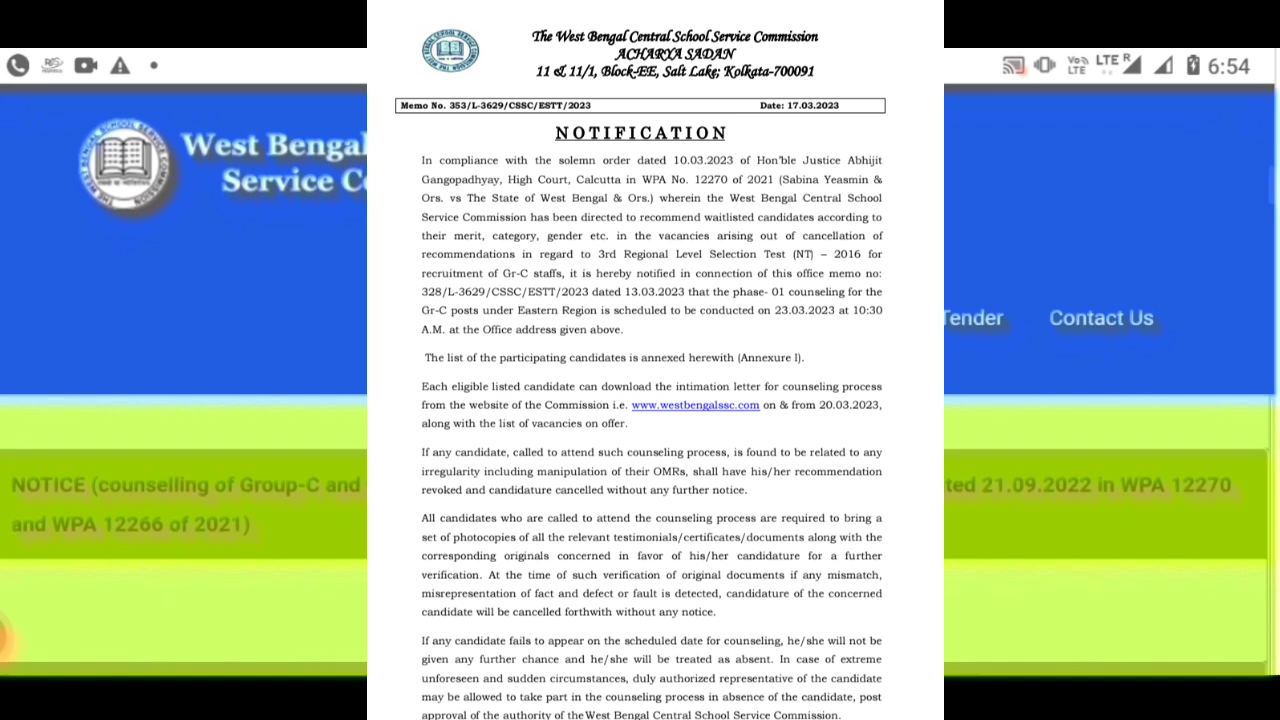 The West Bengal Central School Service Commission
ACHARYA SADAN
11 & 11/1, Block-EE, Salt Lake; Kolkata-700091
Memo No. 353/L-3629/CSSC/ESTT/2023 Date: 17.03.2023
NOTIFICATION
In compliance with the solemn order dated 10.03.2023 of Hon'ble Justice Abhijit
Gangopadhyay, High Court, Calcutta in WPA No. 12270 of 2021 (Sabina Yeasmin &
Ors. vs The State of West Bengal & Ors.) wherein the West Bengal Central School
Service Commission has been directed to recommend waitlisted candidates according to
their merit, category, gender etc. in the vacancies arising out of cancellation of
recommendations in regard to 3rd Regional Level Selection Test (NT) – 2016 for
recruitment of Gr-C staffs, it is hereby notified in connection of this office memo no:
328/L-3629/CSSC/ESTT/2023 dated 13.03.2023 that the phase- 01 counseling for the
Gr-C posts under Eastern Region is scheduled to be conducted on 23.03.2023 at 10:30
A.M. at the Office address given above.
The list of the participating candidates is annexed herewith (Annexure I).
Each eligible listed candidate can download the intimation letter for counseling process
from the website of the Commission i.e. www.westbengalssc.com on & from 20.03.2023,
along with the list of vacancies on offer.
If any candidate, called to attend such counseling process, is found to be related to any
irregularity including manipulation of their OMRs, shall have his/her recommendation
revoked and candidature cancelled without any further notice.
All candidates who are called to attend the counseling process are required to bring a
set of photocopies of all the relevant testimonials/certificates/documents along with the
corresponding originals concerned in favor of his/her candidature for a further
verification. At the time of such verification of original documents if any mismatch,
misrepresentation of fact and defect or fault is detected, candidature of the concerned
candidate will be cancelled forthwith without any notice.
If any candidate fails to appear on the scheduled date for counseling, he/she will not be
given any further chance and he/she will be treated as absent. In case of extreme
unforeseen and sudden circumstances, duly authorized representative of the candidate
may be allowed to take part in the counseling process in absence of the candidate, post
approval of the authority of the West Bengal Central School Service Commission.
VoLTE LTE R 6:54
West Bengal
Service C
Tender Contact Us
NOTICE (counselling of Group-C and
ted 21.09.2022 in WPA 12270
and WPA 12266 of 2021)